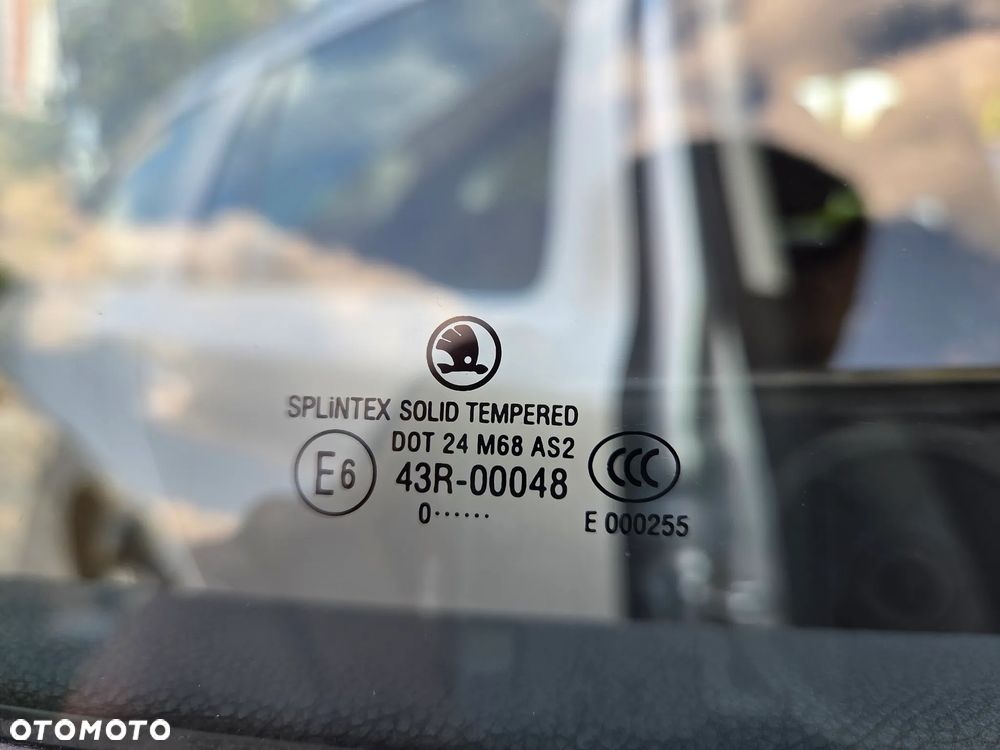 SPLiNTEX SOLID TEMPERED
DOT 24 M68 AS2
E6
43R-00048
CCC
0······
E 000255
OTOMOTO